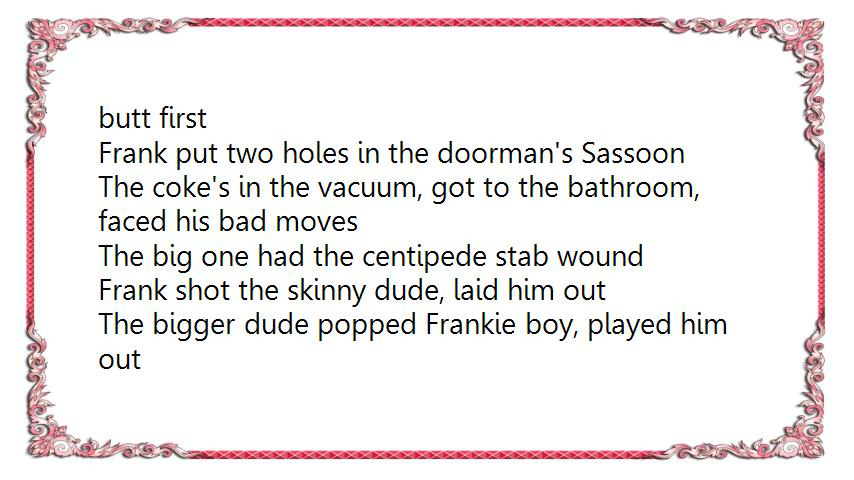 butt first
Frank put two holes in the doorman's Sassoon
The coke's in the vacuum, got to the bathroom,
faced his bad moves
The big one had the centipede stab wound
Frank shot the skinny dude, laid him out
The bigger dude popped Frankie boy, played him
out